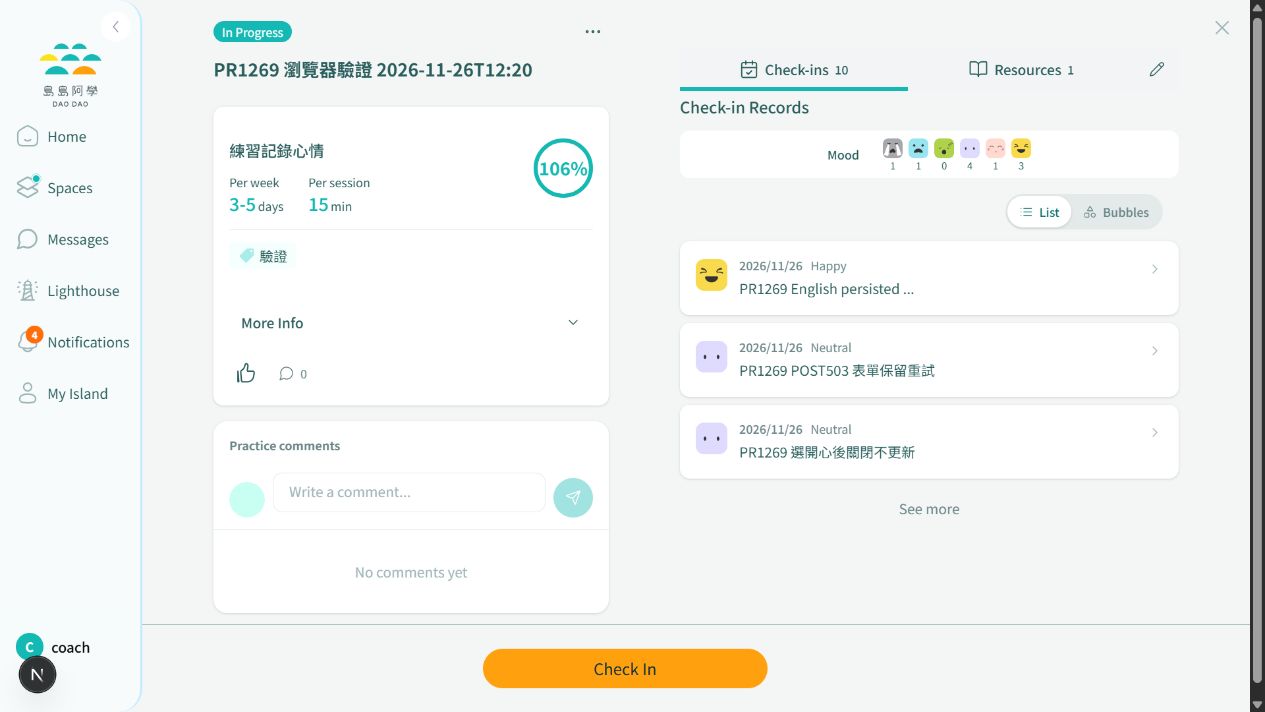 島島阿學
DAO DAO
Home
Spaces
Messages
Lighthouse
4
Notifications
My Island
C
coach
N
In Progress
...
PR1269 瀏覽器驗證 2026-11-26T12:20
練習記錄心情
Per week
3-5 days
Per session
15 min
106%
驗證
More Info
0
Practice comments
Write a comment...
No comments yet
Check-ins 10
Resources 1
Check-in Records
Mood
1 1 0 4 1 3
List
Bubbles
2026/11/26 Happy
PR1269 English persisted ...
2026/11/26 Neutral
PR1269 POST503 表單保留重試
2026/11/26 Neutral
PR1269 選開心後關閉不更新
See more
Check In